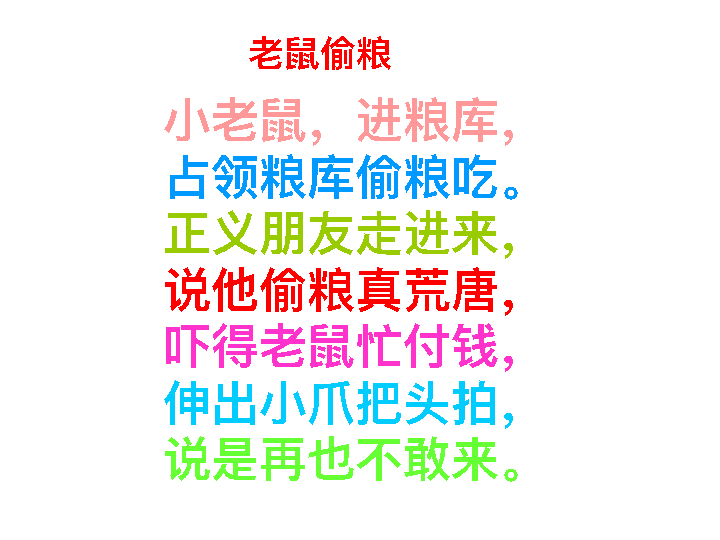 老鼠偷粮
小老鼠，进粮库，
占领粮库偷粮吃。
正义朋友走进来，
说他偷粮真荒唐，
吓得老鼠忙付钱，
伸出小爪把头拍，
说是再也不敢来。